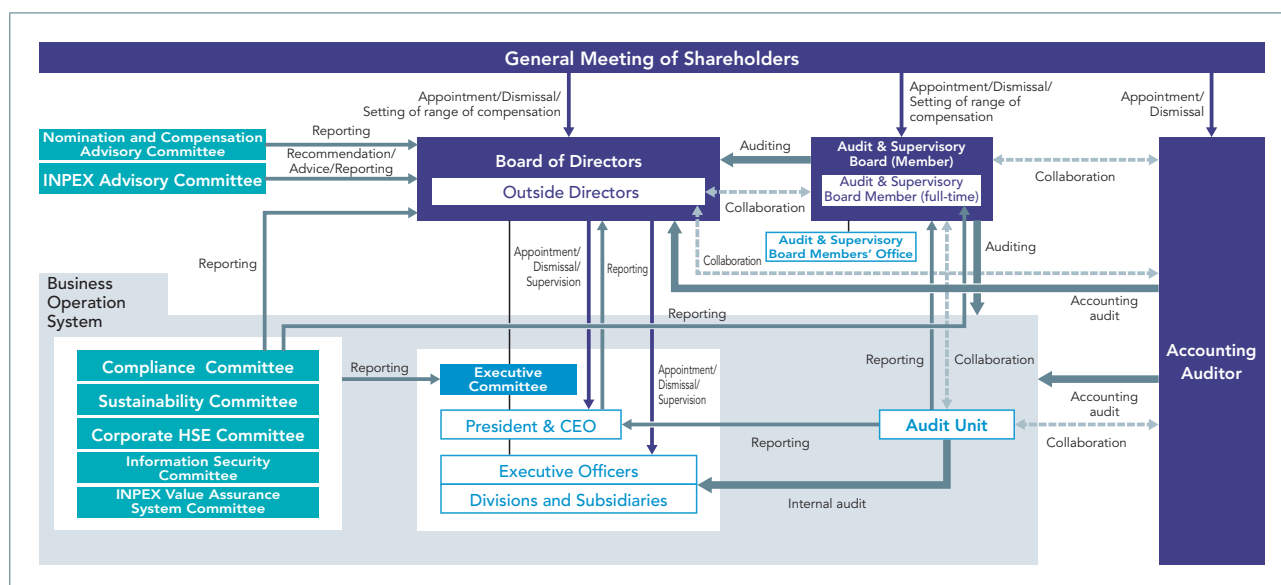 General Meeting of Shareholders
Appointment/Dismissal/
Setting of range of compensation
Appointment/Dismissal/
Setting of range of
compensation
Appointment/
Dismissal
Nomination and Compensation
Advisory Committee
Reporting
INPEX Advisory Committee
Recommendation/
Advice/Reporting
Board of Directors
Outside Directors
Auditing
Audit & Supervisory
Board (Member)
Audit & Supervisory
Board Member (full-time)
Collaboration
Collaboration
Audit & Supervisory
Board Members' Office
Auditing
Reporting
Appointment/
Dismissal/
Supervision
Reporting
Collaboration
Accounting
audit
Business
Operation
System
Reporting
Compliance Committee
Sustainability Committee
Corporate HSE Committee
Information Security
Committee
INPEX Value Assurance
System Committee
Reporting
Executive
Committee
Appointment/
Dismissal/
Supervision
Reporting
Collaboration
Accounting
Auditor
Accounting
audit
President & CEO
Reporting
Audit Unit
Collaboration
Executive Officers
Divisions and Subsidiaries
Internal audit